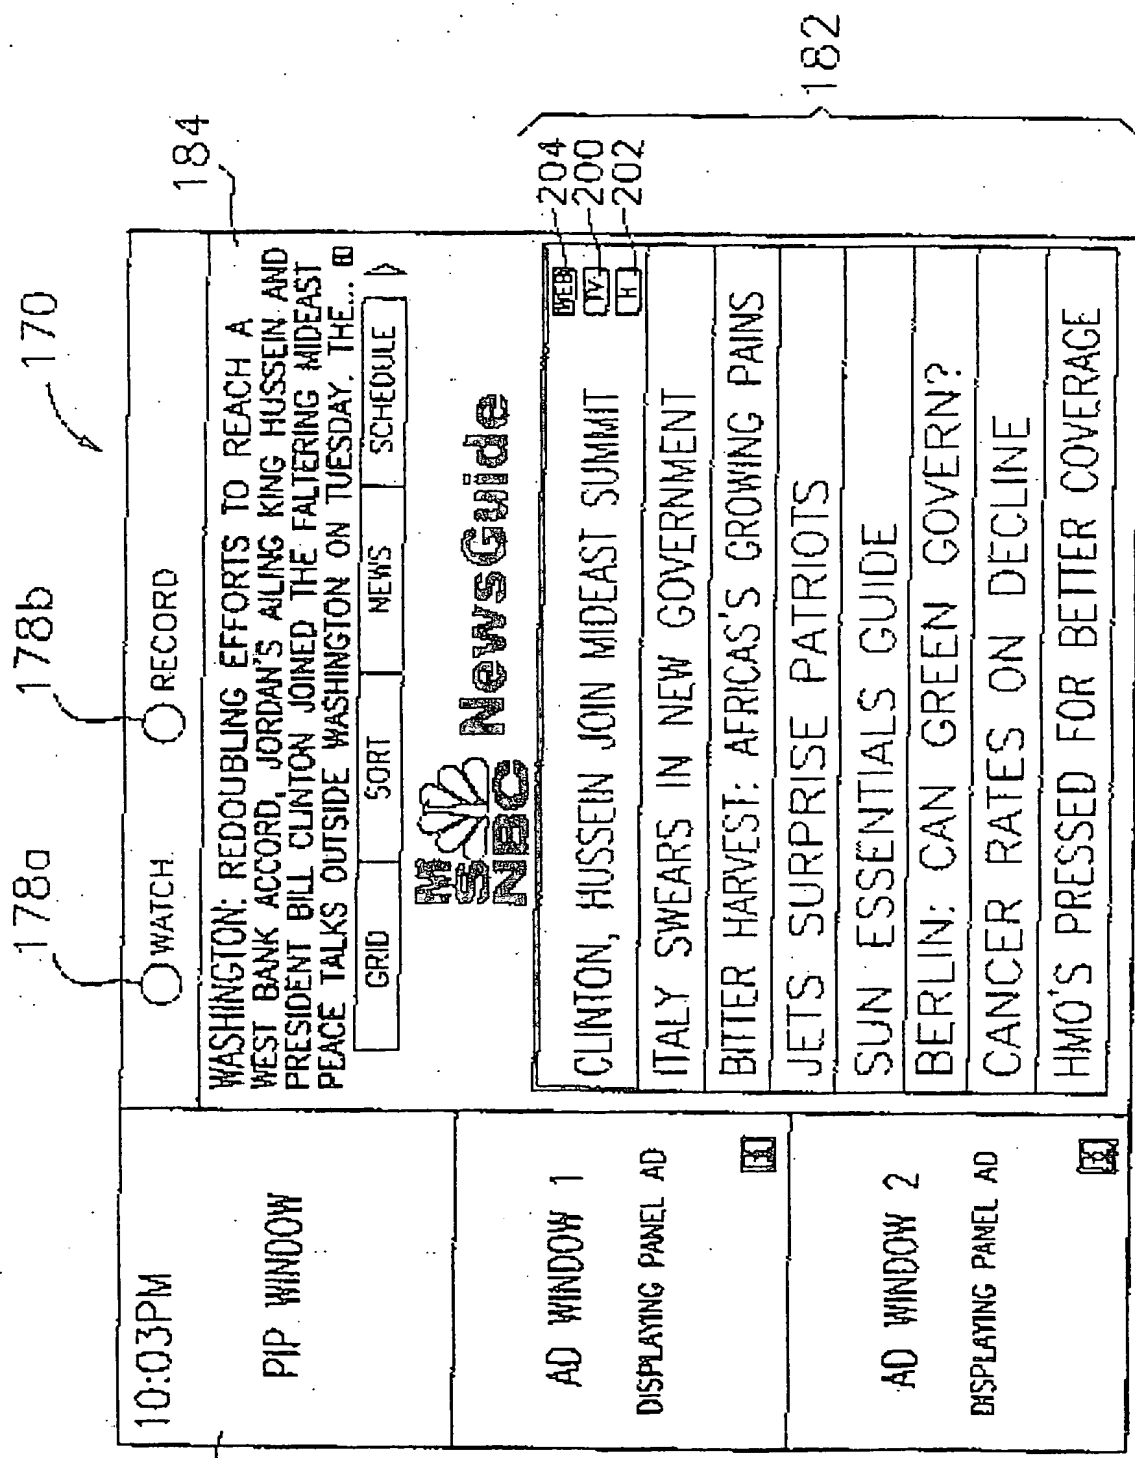 170
178a
178b
10:03PM
WATCH
RECORD
184
PIP WINDOW
WASHINGTON: REDOUBLING EFFORTS TO REACH A
WEST BANK ACCORD, JORDAN'S AILING KING HUSSEIN AND
PRESIDENT BILL CLINTON JOINED THE FALTERING MIDEAST
PEACE TALKS OUTSIDE WASHINGTON ON TUESDAY. THE...
GRID
SORT
NEWS
SCHEDULE
MSNBC NewsGuide
AD WINDOW 1
DISPLAYING PANEL AD
AD WINDOW 2
DISPLAYING PANEL AD
CLINTON, HUSSEIN JOIN MIDEAST SUMMIT
WEB
TV
H
204
200
202
ITALY SWEARS IN NEW GOVERNMENT
BITTER HARVEST: AFRICAS'S GROWING PAINS
JETS SURPRISE PATRIOTS
SUN ESSENTIALS GUIDE
BERLIN: CAN GREEN GOVERN?
CANCER RATES ON DECLINE
HMO'S PRESSED FOR BETTER COVERAGE
182